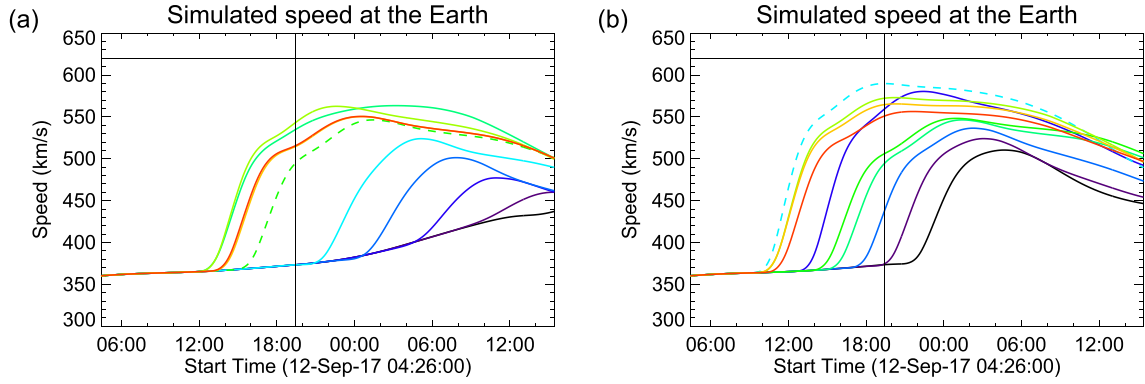 (a) Simulated speed at the Earth
650
600
550
500
450
400
350
300
Speed (km/s)
06:00 12:00 18:00 00:00 06:00 12:00
Start Time (12-Sep-17 04:26:00)
(b) Simulated speed at the Earth
650
600
550
500
450
400
350
300
Speed (km/s)
06:00 12:00 18:00 00:00 06:00 12:00
Start Time (12-Sep-17 04:26:00)